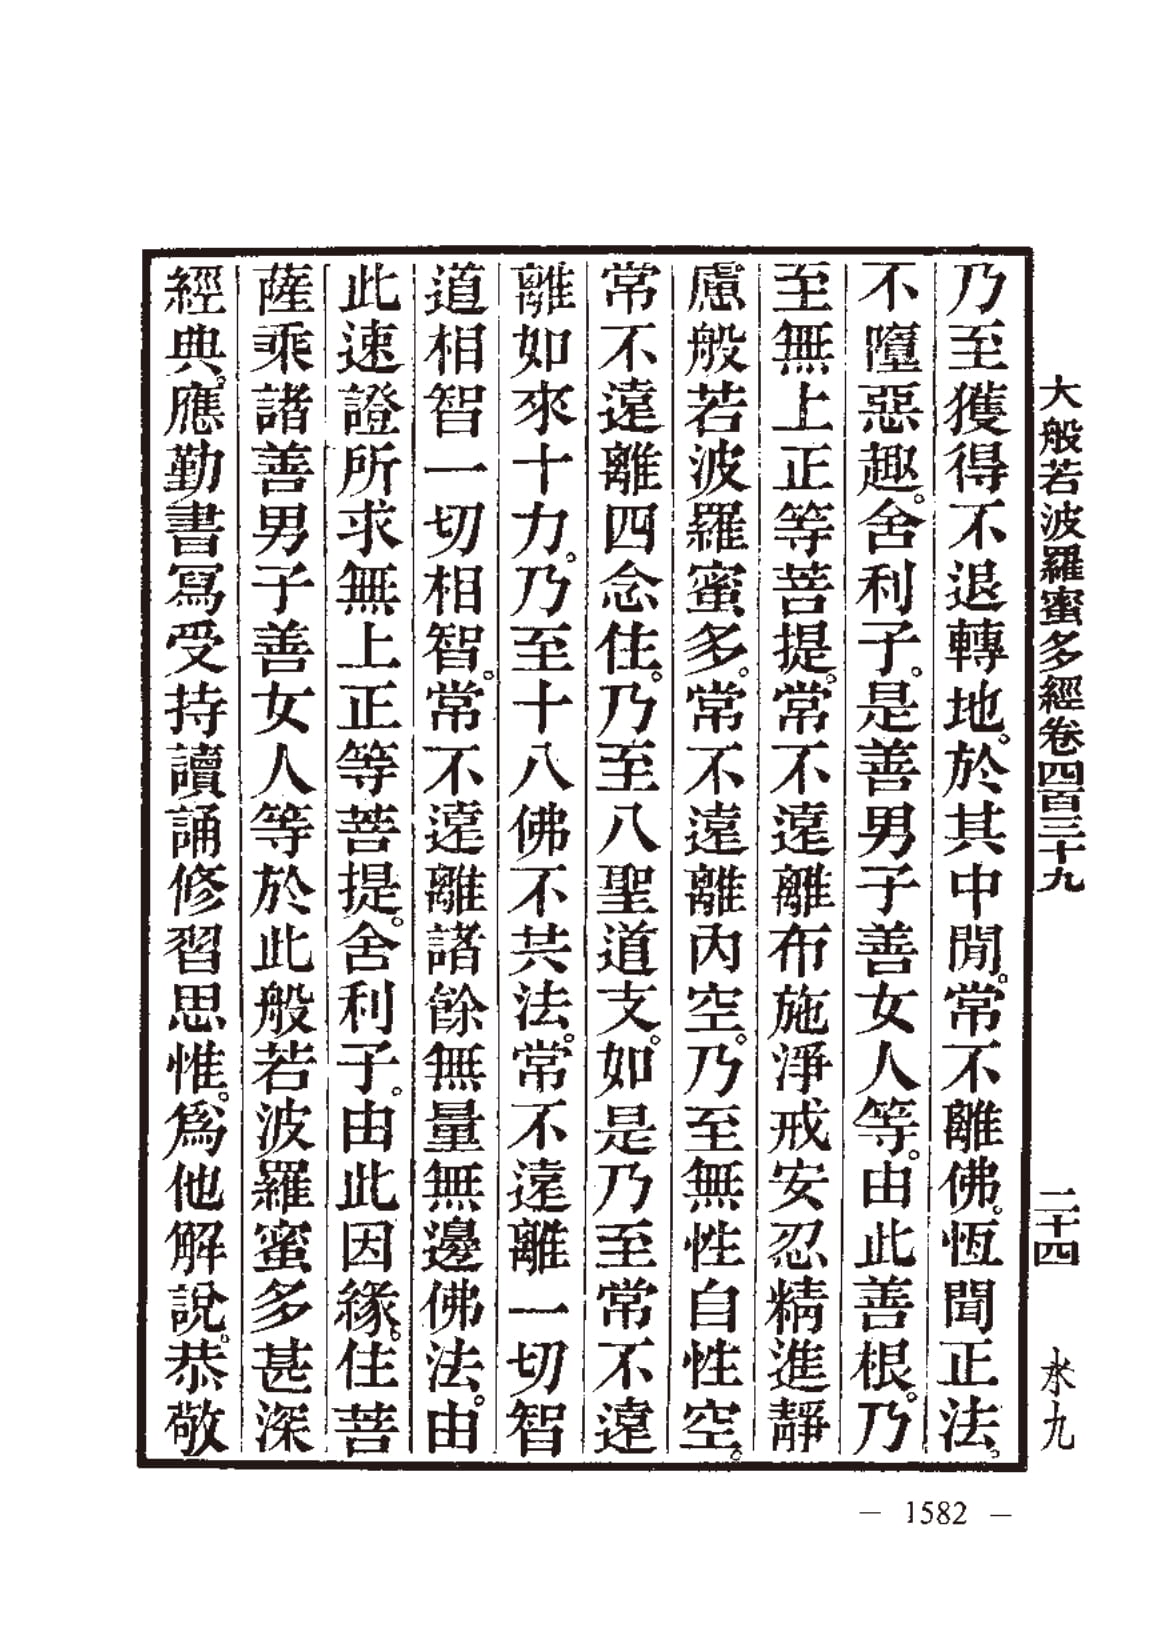 大般若波羅蜜多經卷四百三十九 二十四 水九
乃至獲得不退轉地。於其中閒。常不離佛。恆聞正法。
不墮惡趣。舍利子。是善男子善女人等。由此善根。乃
至無上正等菩提。常不遠離布施淨戒安忍精進靜
慮般若波羅蜜多。常不遠離內空。乃至無性自性空。
常不遠離四念住。乃至八聖道支。如是乃至常不遠
離如來十力。乃至十八佛不共法。常不遠離一切智
道相智一切相智。常不遠離諸餘無量無邊佛法。由
此速證所求無上正等菩提。舍利子。由此因緣。住菩
薩乘諸善男子善女人等於此般若波羅蜜多甚深
經典。應勤書寫受持讀誦修習思惟。爲他解說。恭敬
— 1582 —